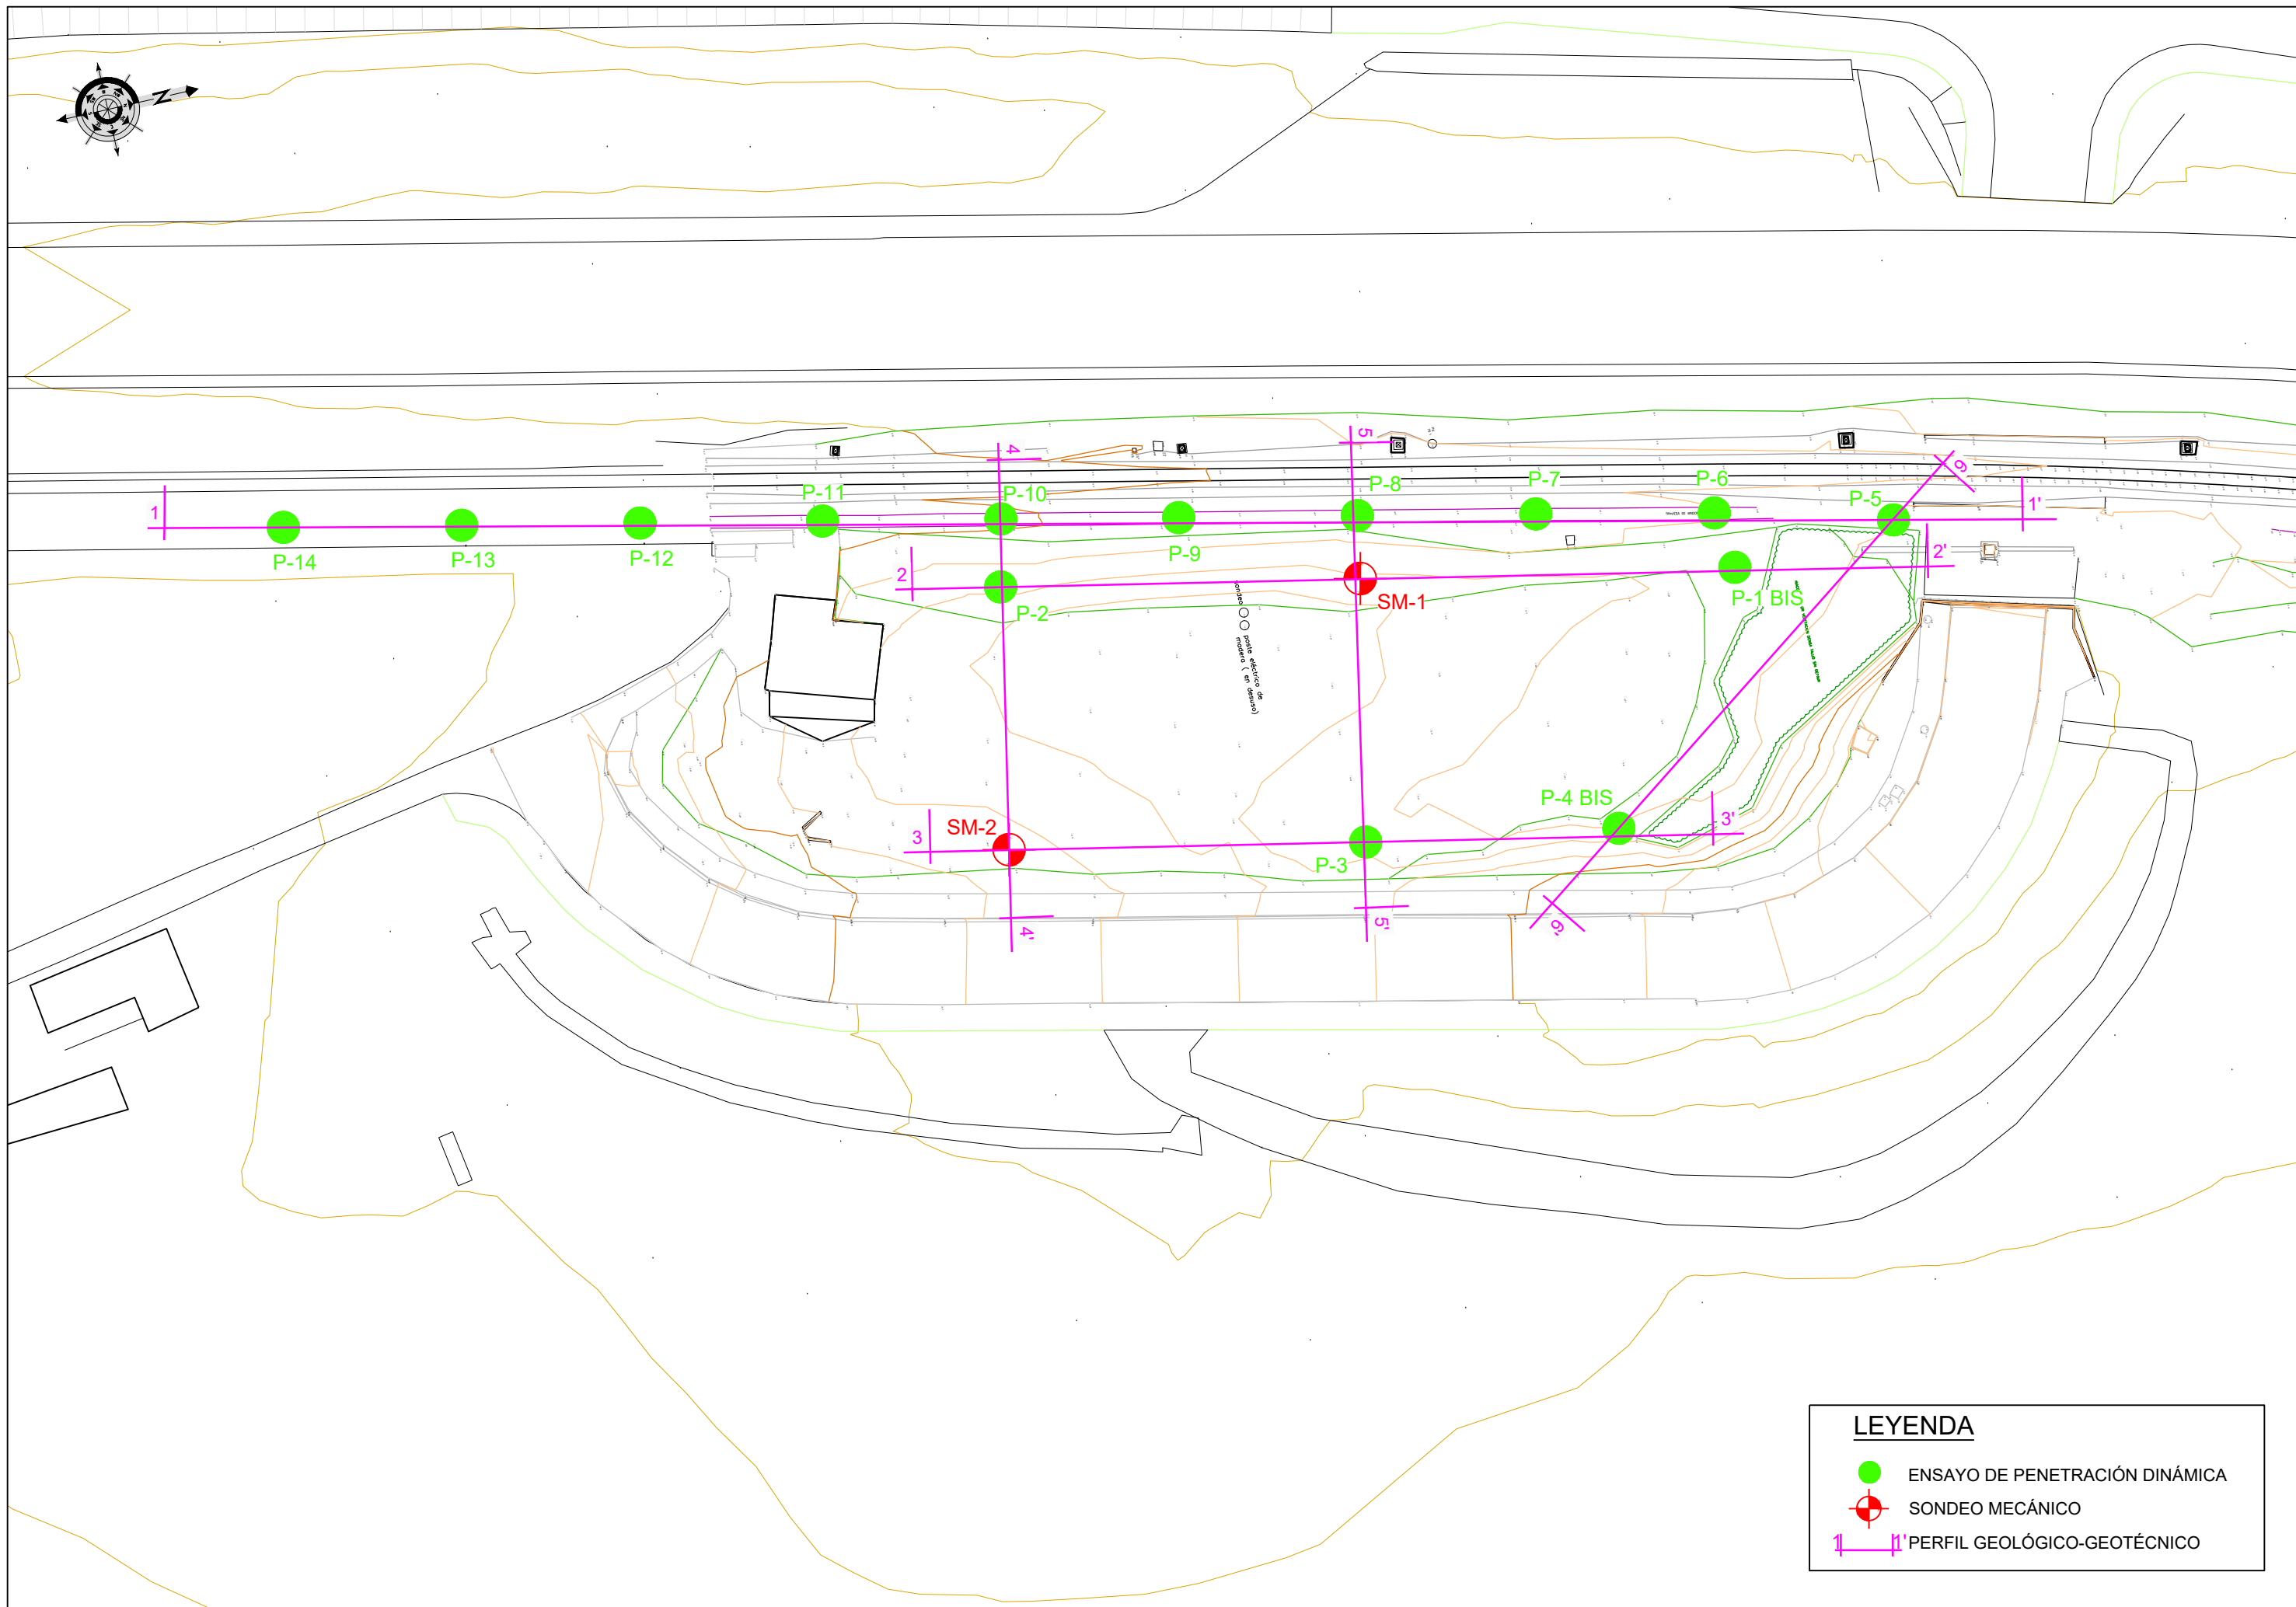 N
5
4
6
P-11
P-10
P-8
P-7
P-6
P-5
1
1'
P-14
P-13
P-12
P-9
2
2'
P-2
SM-1
P-1 BIS
Sondeo
poste eléctrico de
madera ( en desuso)
P-4 BIS
SM-2
3
3'
P-3
4'
5'
6'
LEYENDA
ENSAYO DE PENETRACIÓN DINÁMICA
SONDEO MECÁNICO
1 1' PERFIL GEOLÓGICO-GEOTÉCNICO